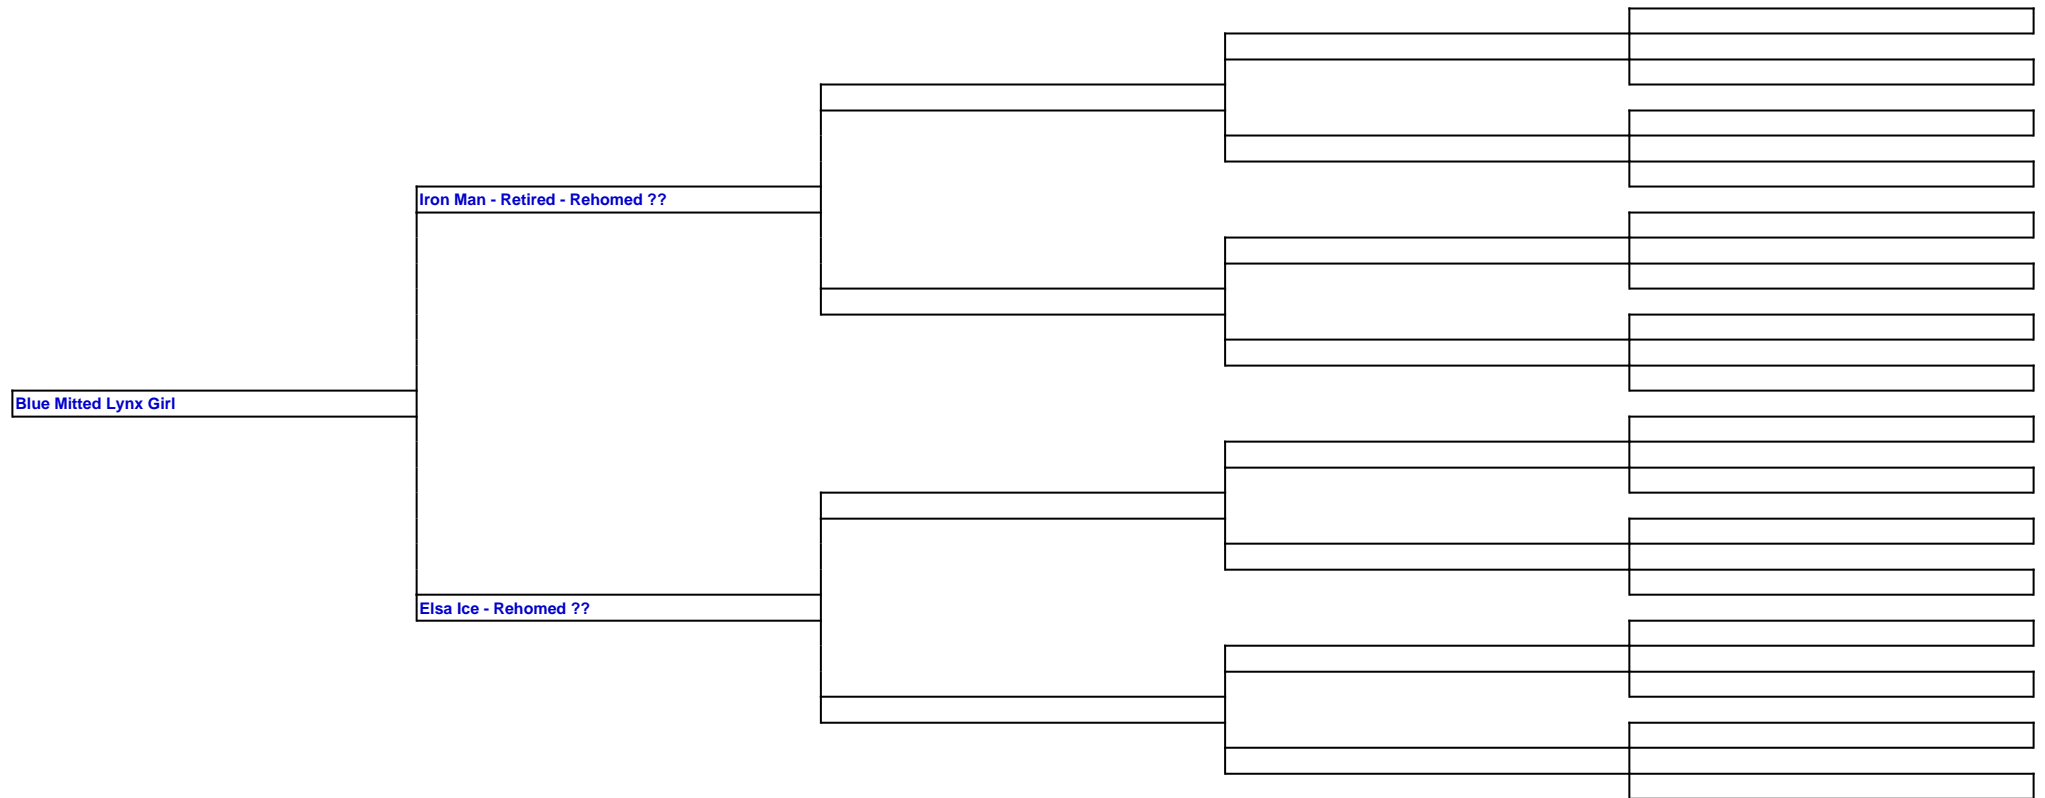 Iron Man - Retired - Rehomed ??
Blue Mitted Lynx Girl
Elsa Ice - Rehomed ??